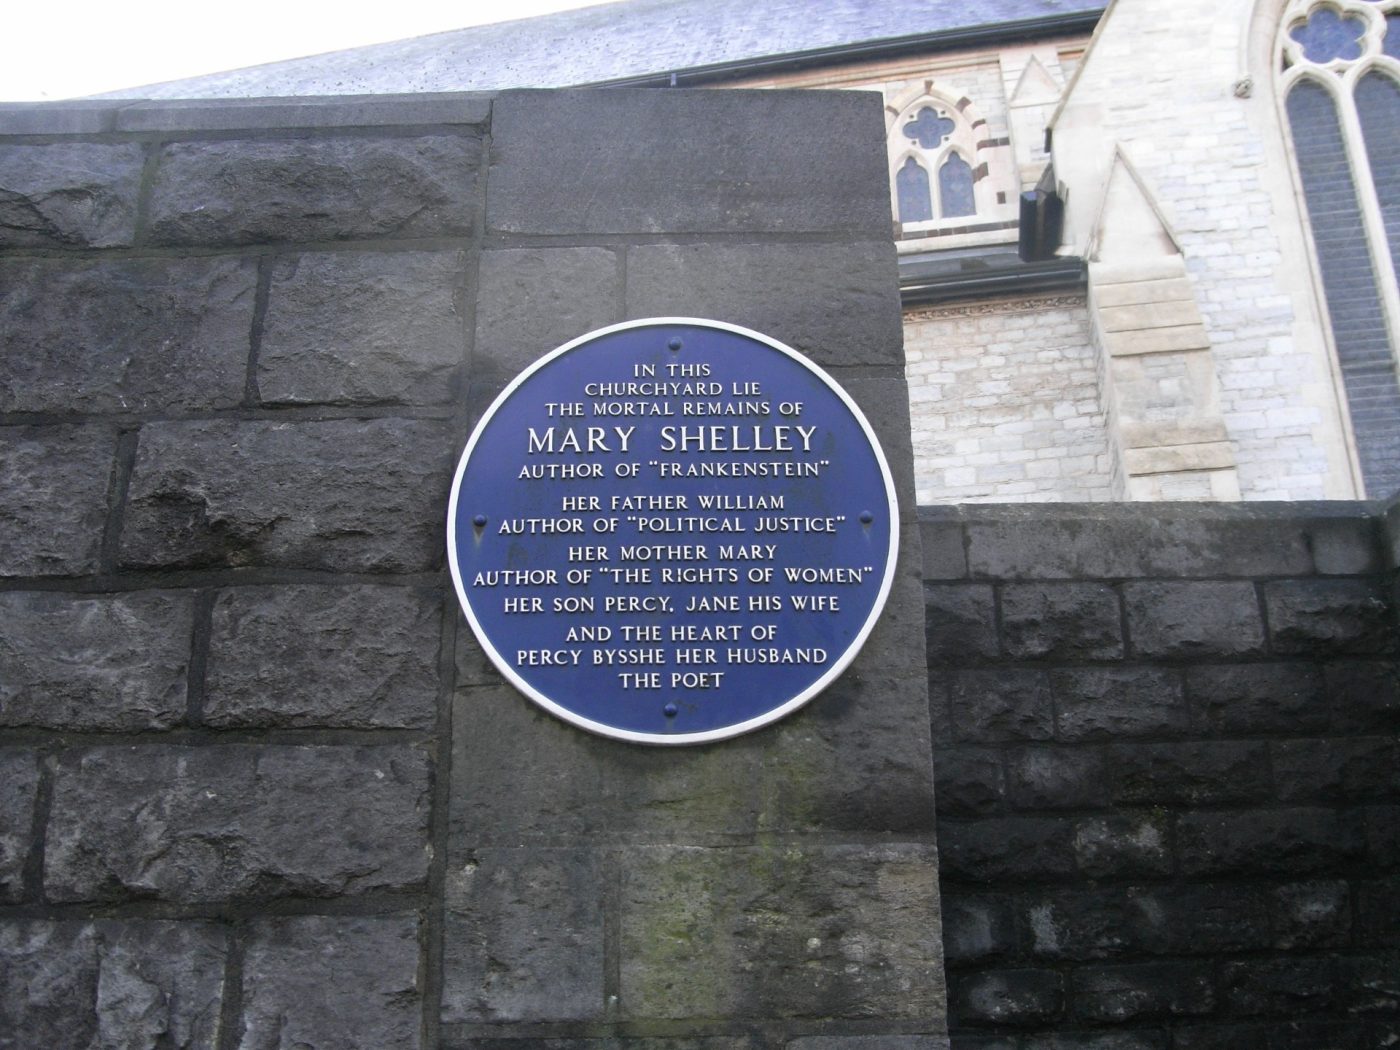 IN THIS
CHURCHYARD LIE
THE MORTAL REMAINS OF
MARY SHELLEY
AUTHOR OF "FRANKENSTEIN"
HER FATHER WILLIAM
AUTHOR OF "POLITICAL JUSTICE"
HER MOTHER MARY
AUTHOR OF "THE RIGHTS OF WOMEN"
HER SON PERCY, JANE HIS WIFE
AND THE HEART OF
PERCY BYSSHE HER HUSBAND
THE POET